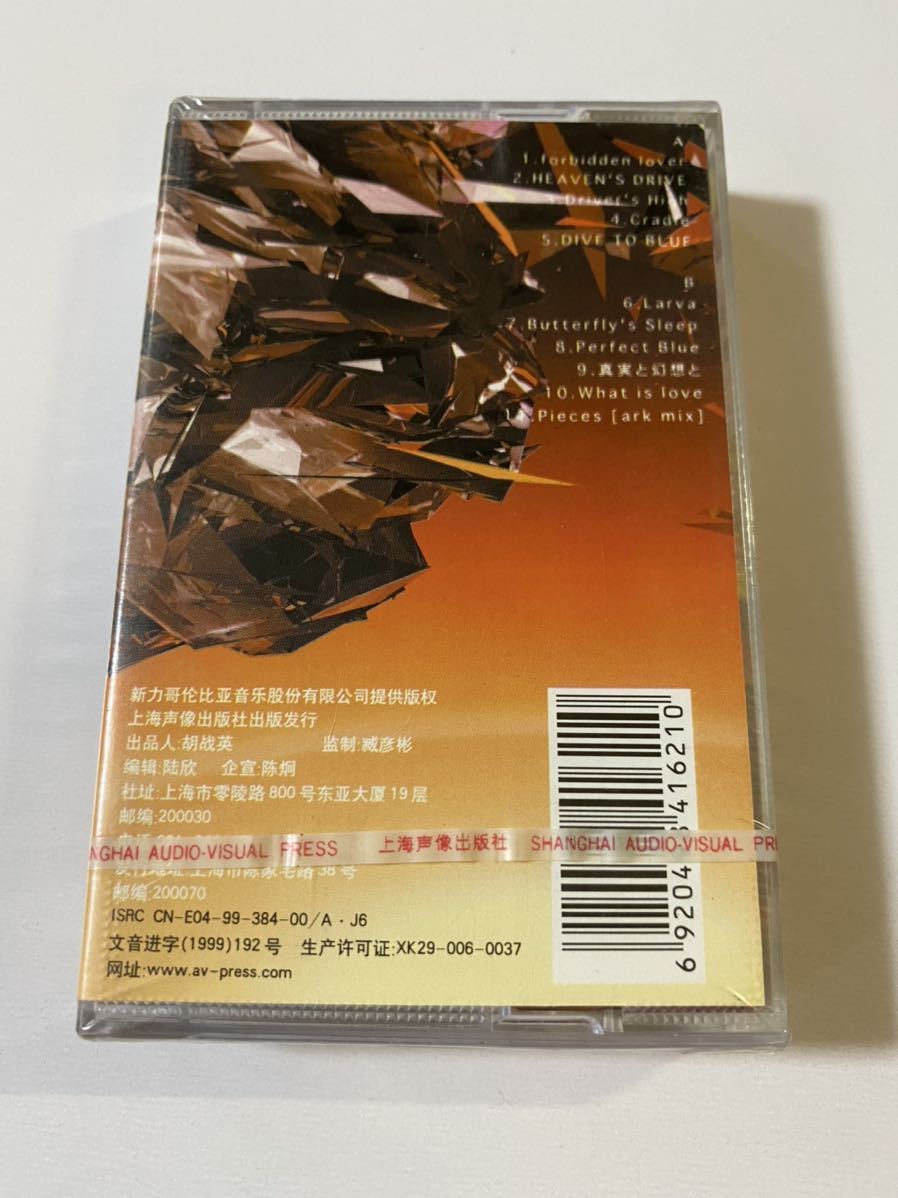 A
1.forbidden lover
2.HEAVEN'S DRIVE
3.Driver's High
4.Cradle
5.DIVE TO BLUE
B
6.Larva
7.Butterfly's Sleep
8.Perfect Blue
9.真実と幻想と
10.What is love
11.Pieces [ark mix]
新力哥伦比亚音乐股份有限公司提供版权
上海声像出版社出版发行
出品人:胡战英 监制:臧彦彬
编辑:陆欣 企宣:陈炯
社址:上海市零陵路800号东亚大厦19层
邮编:200030
NGHAI AUDIO-VISUAL PRESS 上海声像出版社 SHANGHAI AUDIO-VISUAL PRE
发行地址:上海市陈家宅路38号
邮编:200070
ISRC CN-E04-99-384-00/A·J6
文音进字(1999)192号 生产许可证:XK29-006-0037
网址:www.av-press.com